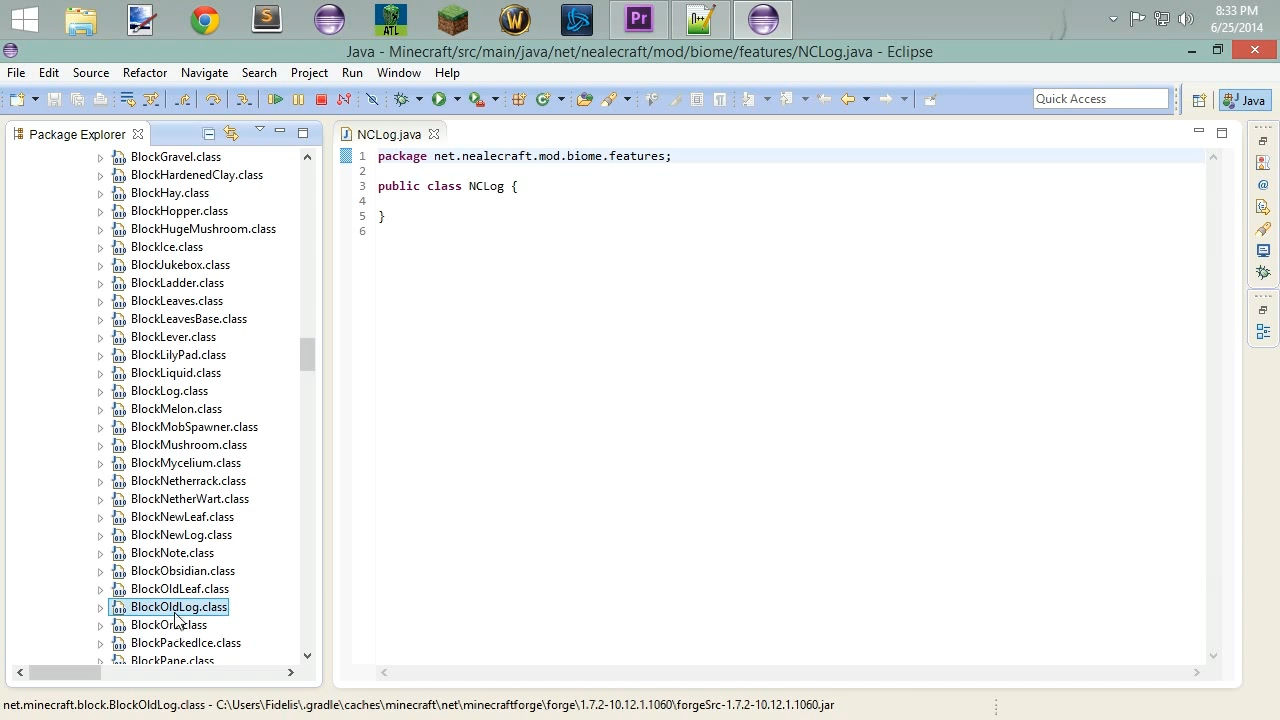 8:33 PM
6/25/2014
ATL
Pr
Java - Minecraft/src/main/java/net/nealecraft/mod/biome/features/NCLog.java - Eclipse
File Edit Source Refactor Navigate Search Project Run Window Help
Quick Access
Java
Package Explorer
NCLog.java
BlockGravel.class
BlockHardenedClay.class
BlockHay.class
BlockHopper.class
BlockHugeMushroom.class
BlockIce.class
BlockJukebox.class
BlockLadder.class
BlockLeaves.class
BlockLeavesBase.class
BlockLever.class
BlockLilyPad.class
BlockLiquid.class
BlockLog.class
BlockMelon.class
BlockMobSpawner.class
BlockMushroom.class
BlockMycelium.class
BlockNetherrack.class
BlockNetherWart.class
BlockNewLeaf.class
BlockNewLog.class
BlockNote.class
BlockObsidian.class
BlockOldLeaf.class
BlockOldLog.class
BlockOre.class
BlockPackedIce.class
BlockPane.class
1 package net.nealecraft.mod.biome.features;
2
3 public class NCLog {
4
5 }
6
net.minecraft.block.BlockOldLog.class - C:\Users\Fidelis\.gradle\caches\minecraft\net\minecraftforge\forge\1.7.2-10.12.1.1060\forgeSrc-1.7.2-10.12.1.1060.jar